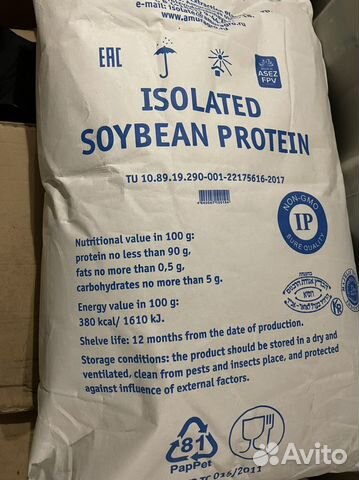 EAC
ASEZ
FPV
ISOLATED
SOYBEAN PROTEIN
TU 10.89.19.290-001-22175616-2017
NON-GMO
IP
Nutritional value in 100 g:
protein no less than 90 g,
fats no more than 0,5 g,
carbohydrates no more than 5 g.
Energy value in 100 g:
380 kcal/ 1610 kJ.
Shelve life: 12 months from the date of production.
Storage conditions: the product should be stored in a dry and
ventilated, clean from pests and insects place, and protected
against influence of external factors.
81
PapPet
Avito